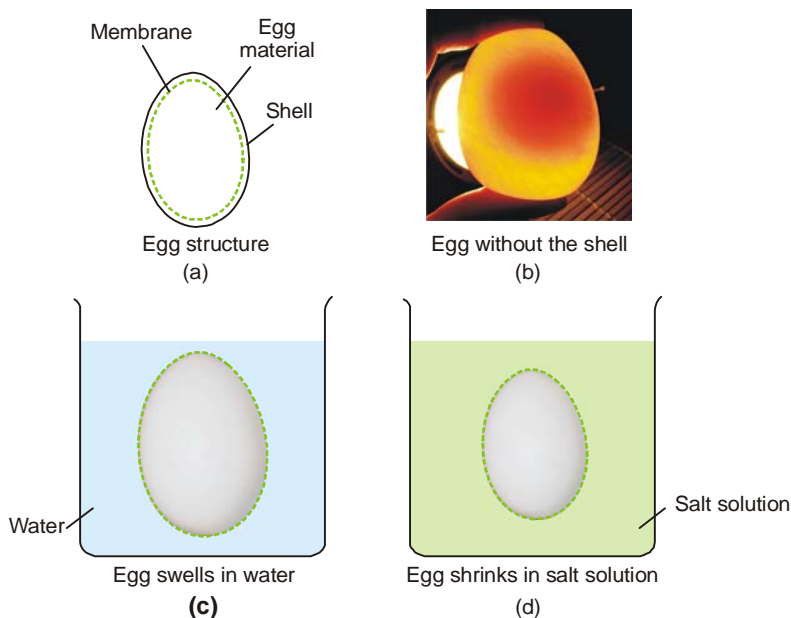 Membrane
Egg
material
Shell
Egg structure
(a)
Egg without the shell
(b)
Water
Egg swells in water
(c)
Salt solution
Egg shrinks in salt solution
(d)